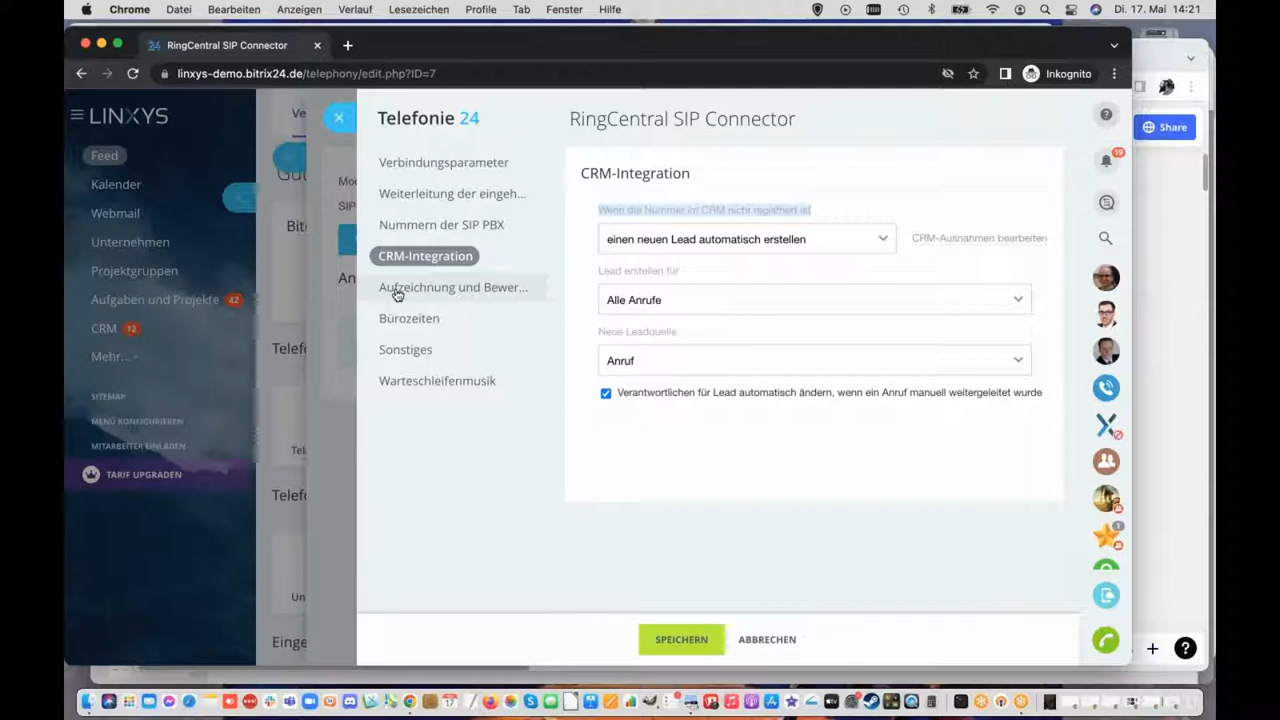 Chrome Datei Bearbeiten Anzeigen Verlauf Lesezeichen Profile Tab Fenster Hilfe Di. 17. Mai 14:21
24 RingCentral SIP Connector
linxys-demo.bitrix24.de/telephony/edit.php?ID=7
Inkognito
LINXYS
Feed
Kalender
Webmail
Unternehmen
Projektgruppen
Aufgaben und Projekte 42
CRM 12
Mehr...
SITEMAP
MENÜ KONFIGURIEREN
MITARBEITER EINLADEN
TARIF UPGRADEN
Telefonie 24
Verbindungsparameter
Weiterleitung der eingeh...
Nummern der SIP PBX
CRM-Integration
Aufzeichnung und Bewer...
Bürozeiten
Sonstiges
Warteschleifenmusik
RingCentral SIP Connector
CRM-Integration
Wenn die Nummer im CRM nicht registriert ist
einen neuen Lead automatisch erstellen CRM-Ausnahmen bearbeiten
Lead erstellen für
Alle Anrufe
Neue Leadquelle
Anruf
Verantwortlichen für Lead automatisch ändern, wenn ein Anruf manuell weitergeleitet wurde
SPEICHERN ABBRECHEN
19
1
Share
17